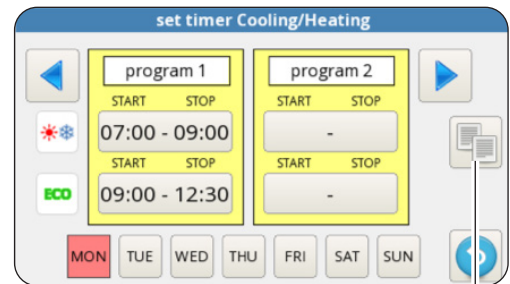 set timer Cooling/Heating
program 1 program 2
START STOP START STOP
07:00 - 09:00 -
START STOP START STOP
ECO 09:00 - 12:30 -
MON TUE WED THU FRI SAT SUN